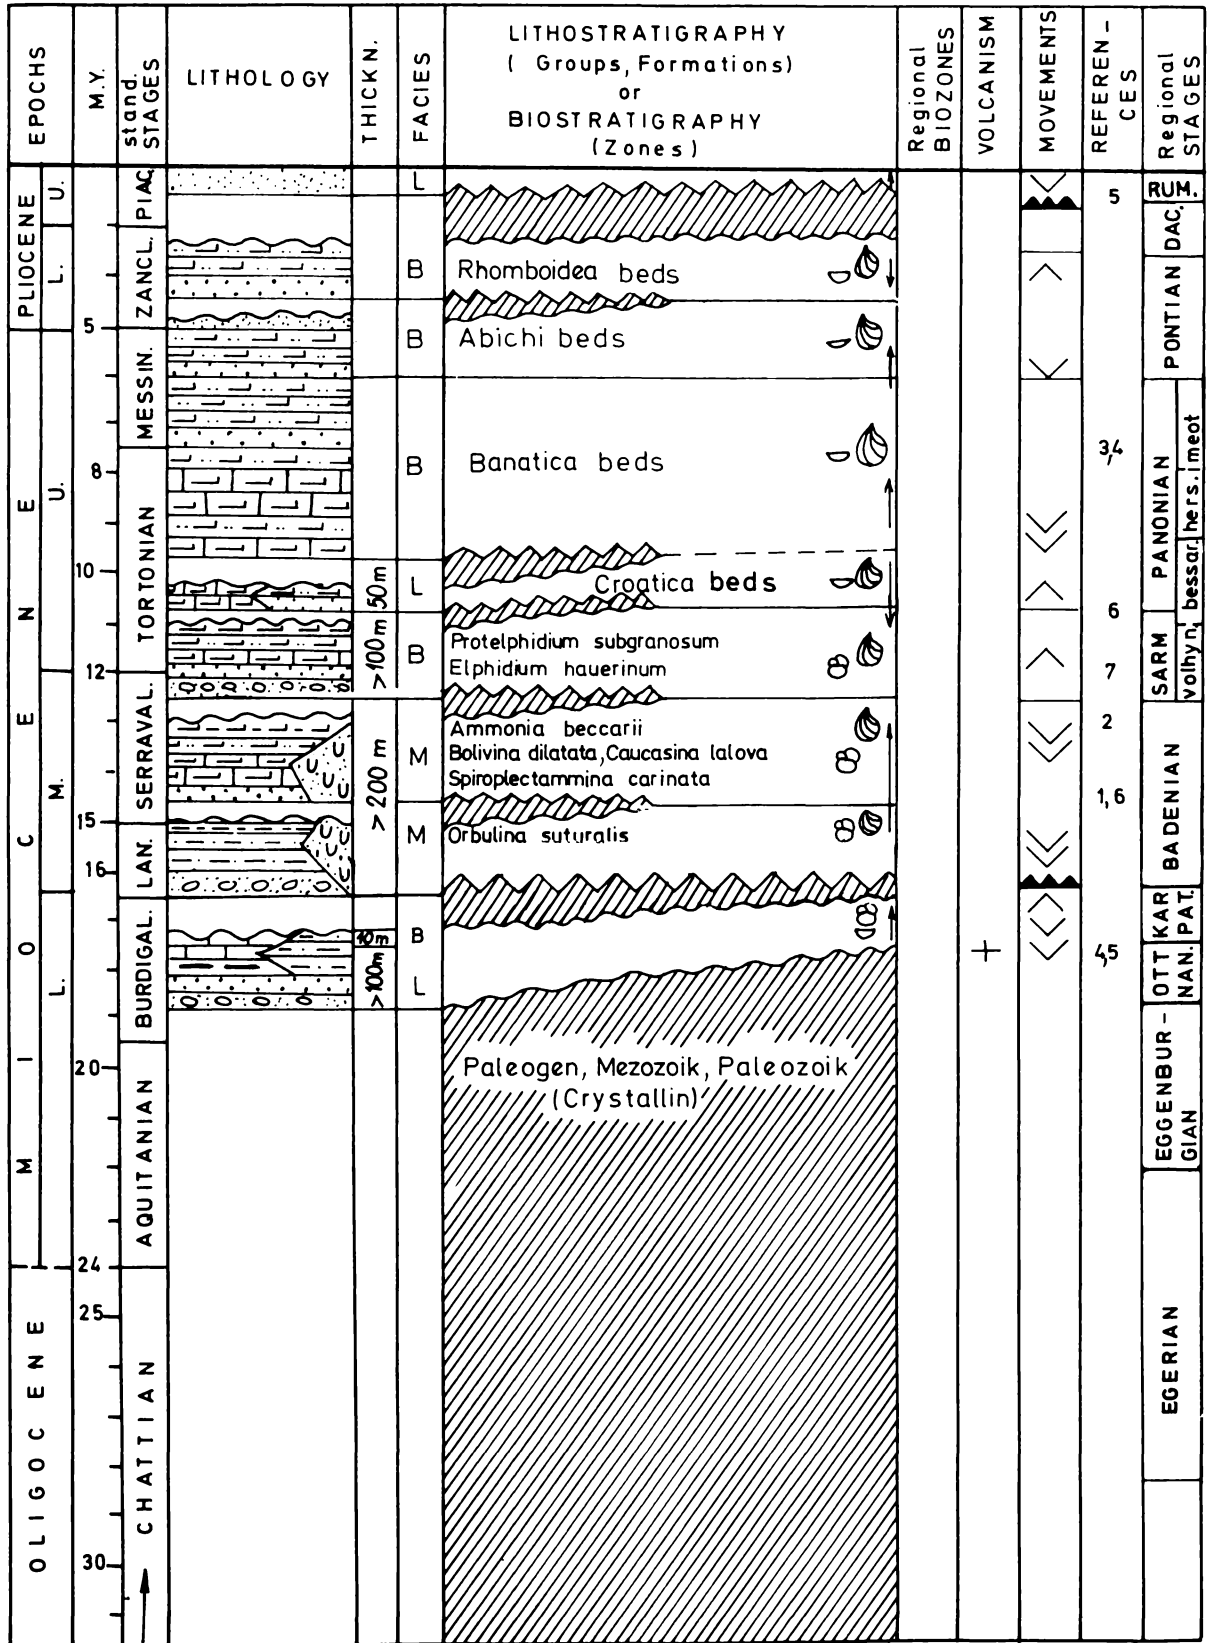 EPOCHS
M.Y.
stand.
STAGES
LITHOLOGY
THICKN.
FACIES
LITHOSTRATIGRAPHY
( Groups, Formations)
or
BIOSTRATIGRAPHY
(Zones)
Regional
BIOZONES
VOLCANISM
MOVEMENTS
REFEREN-
CES
Regional
STAGES
PLIOCENE
U.
L.
MIOCENE
U.
M.
L.
OLIGOCENE
5
8
10
12
15
16
20
24
25
30
PIAC.
ZANCL.
MESSIN.
TORTONIAN
SERRAVAL.
LAN.
BURDIGAL.
AQUITANIAN
CHATTIAN
50m
>100m
>200 m
10m
>100m
L
B
B
B
L
B
M
M
B
L
Rhomboidea beds
Abichi beds
Banatica beds
Croatica beds
Protelphidium subgranosum
Elphidium hauerinum
Ammonia beccarii
Bolivina dilatata, Caucasina lalova
Spiroplectammina carinata
Orbulina suturalis
Paleogen, Mezozoik, Paleozoik
(Crystallin)
+
5
3,4
6
7
2
1,6
4,5
RUM.
DAC.
PONTIAN
PANONIAN
bessar. hers. meot
SARM
volhyn.
BADENIAN
KAR
PAT.
OTT
NAN.
EGGENBUR-
GIAN
EGERIAN